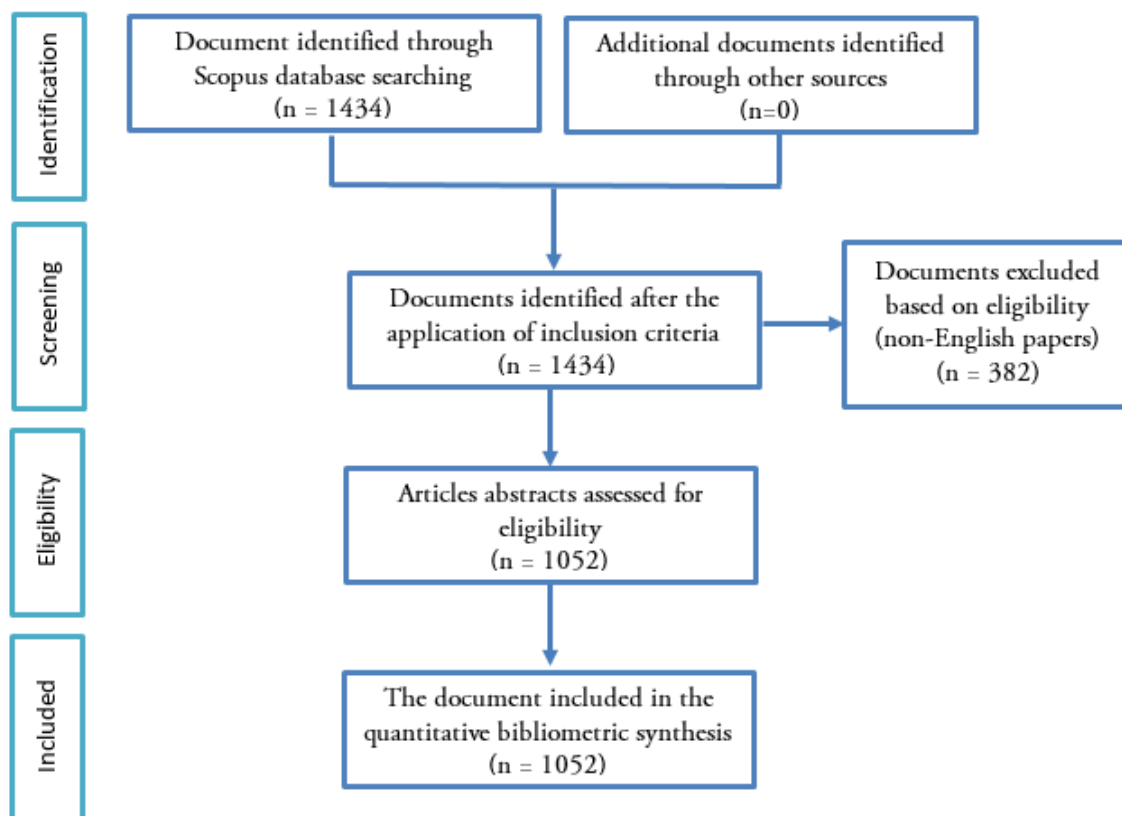 Identification
Document identified through
Scopus database searching
(n = 1434)
Additional documents identified
through other sources
(n=0)
Screening
Documents identified after the
application of inclusion criteria
(n = 1434)
Documents excluded
based on eligibility
(non-English papers)
(n = 382)
Eligibility
Articles abstracts assessed for
eligibility
(n = 1052)
Included
The document included in the
quantitative bibliometric synthesis
(n = 1052)